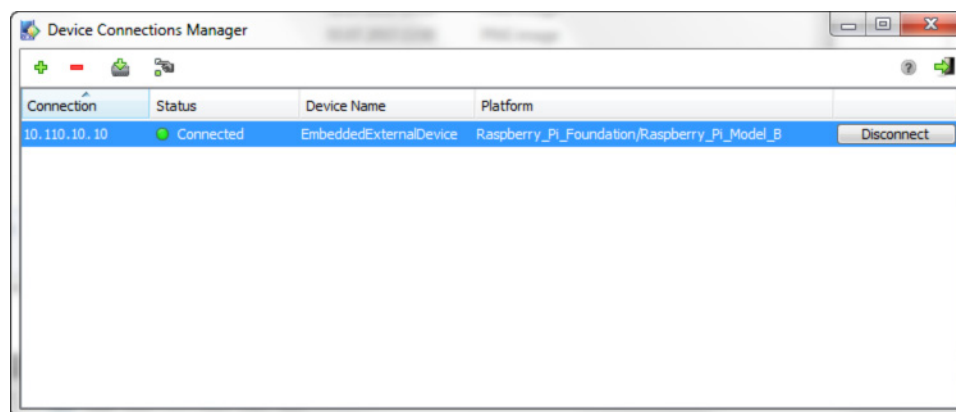 Device Connections Manager
Connection Status Device Name Platform
10.110.10..10 Connected EmbeddedExternalDevice Raspberry_Pi_Foundation/Raspberry_Pi_Model_B Disconnect